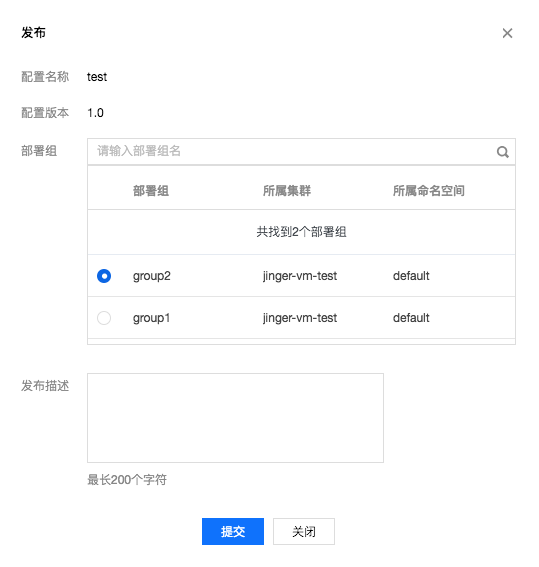 发布
配置名称 test
配置版本 1.0
部署组 请输入部署组名
部署组 所属集群 所属命名空间
共找到2个部署组
group2 jinger-vm-test default
group1 jinger-vm-test default
发布描述
最长200个字符
提交 关闭